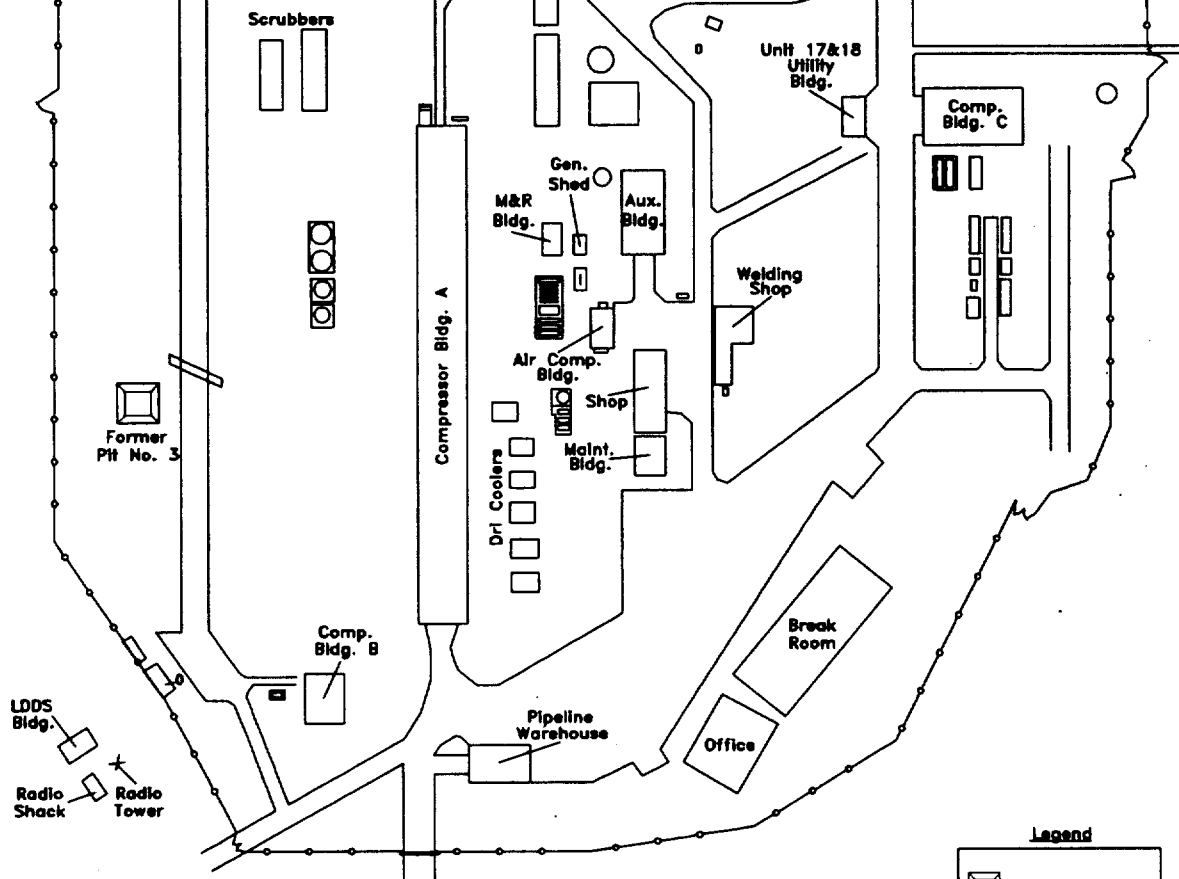 Scrubbers
Unit 17&18
Utility
Bldg.
Comp.
Bldg. C
Gen.
Shed
M&R
Bldg.
Aux.
Bldg.
Welding
Shop
Compressor Bldg. A
Air Comp.
Bldg.
Shop
Former
Pit No. 3
Maint.
Bldg.
Dri Coolers
Break
Room
Comp.
Bldg. B
LDDS
Bldg.
Pipeline
Warehouse
Office
Radio
Shack
Radio
Tower
Legend